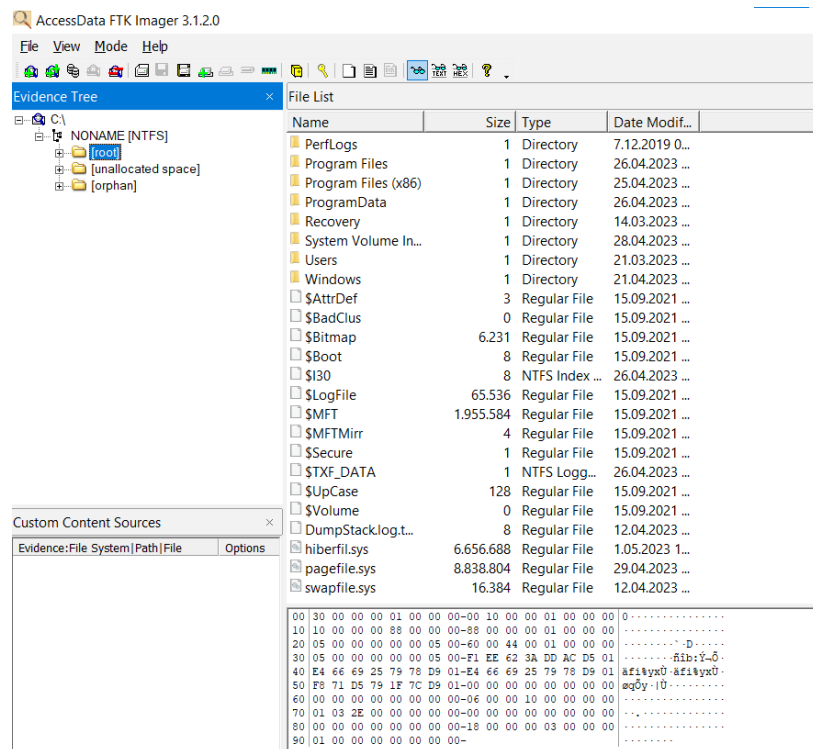 AccessData FTK Imager 3.1.2.0
File View Mode Help
Evidence Tree
C:\
NONAME [NTFS]
[root]
[unallocated space]
[orphan]
File List
Name Size Type Date Modif...
PerfLogs 1 Directory 7.12.2019 0...
Program Files 1 Directory 26.04.2023 ...
Program Files (x86) 1 Directory 25.04.2023 ...
ProgramData 1 Directory 26.04.2023 ...
Recovery 1 Directory 14.03.2023 ...
System Volume In... 1 Directory 28.04.2023 ...
Users 1 Directory 21.03.2023 ...
Windows 1 Directory 21.04.2023 ...
$AttrDef 3 Regular File 15.09.2021 ...
$BadClus 0 Regular File 15.09.2021 ...
$Bitmap 6.231 Regular File 15.09.2021 ...
$Boot 8 Regular File 15.09.2021 ...
$I30 8 NTFS Index ... 26.04.2023 ...
$LogFile 65.536 Regular File 15.09.2021 ...
$MFT 1.955.584 Regular File 15.09.2021 ...
$MFTMirr 4 Regular File 15.09.2021 ...
$Secure 1 Regular File 15.09.2021 ...
$TXF_DATA 1 NTFS Logg... 26.04.2023 ...
$UpCase 128 Regular File 15.09.2021 ...
$Volume 0 Regular File 15.09.2021 ...
DumpStack.log.t... 8 Regular File 12.04.2023 ...
hiberfil.sys 6.656.688 Regular File 1.05.2023 1...
pagefile.sys 8.838.804 Regular File 29.04.2023 ...
swapfile.sys 16.384 Regular File 12.04.2023 ...
Custom Content Sources
Evidence:File System|Path|File Options
00 30 00 00 00 01 00 00 00-00 10 00 00 01 00 00 00 0···············
10 10 00 00 00 88 00 00 00-88 00 00 00 01 00 00 00 ················
20 05 00 00 00 00 00 05 00-60 00 44 00 01 00 00 00 ········`·D·····
30 05 00 00 00 00 00 05 00-F1 EE 62 3A DD AC D5 01 ········ñîb:Ý¬Õ·
40 E4 66 69 25 79 78 D9 01-E4 66 69 25 79 78 D9 01 äfi%yxÙ·äfi%yxÙ·
50 F8 71 D5 79 1F 7C D9 01-00 00 00 00 00 00 00 00 øqÕy·|Ù·········
60 00 00 00 00 00 00 00 00-06 00 00 10 00 00 00 00 ················
70 01 03 2E 00 00 00 00 00-00 00 00 00 00 00 00 00 ··.·············
80 00 00 00 00 00 00 00 00-18 00 00 00 03 00 00 00 ················
90 01 00 00 00 00 00 00 00- ········